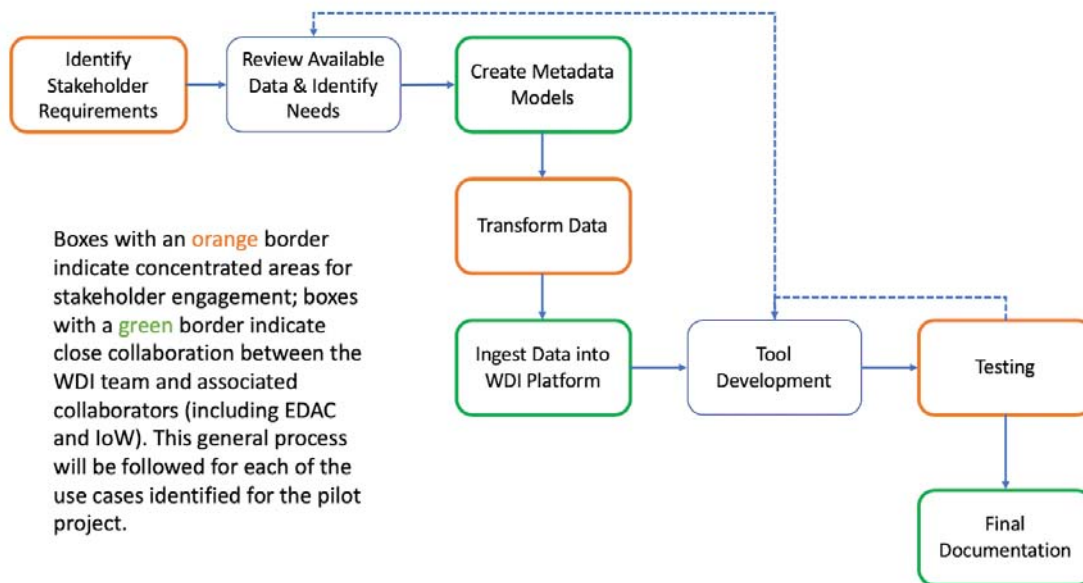 Identify
Stakeholder
Requirements
Review Available
Data & Identify
Needs
Create Metadata
Models
Transform Data
Ingest Data into
WDI Platform
Tool
Development
Testing
Final
Documentation
Boxes with an orange border
indicate concentrated areas for
stakeholder engagement; boxes
with a green border indicate
close collaboration between the
WDI team and associated
collaborators (including EDAC
and IoW). This general process
will be followed for each of the
use cases identified for the pilot
project.